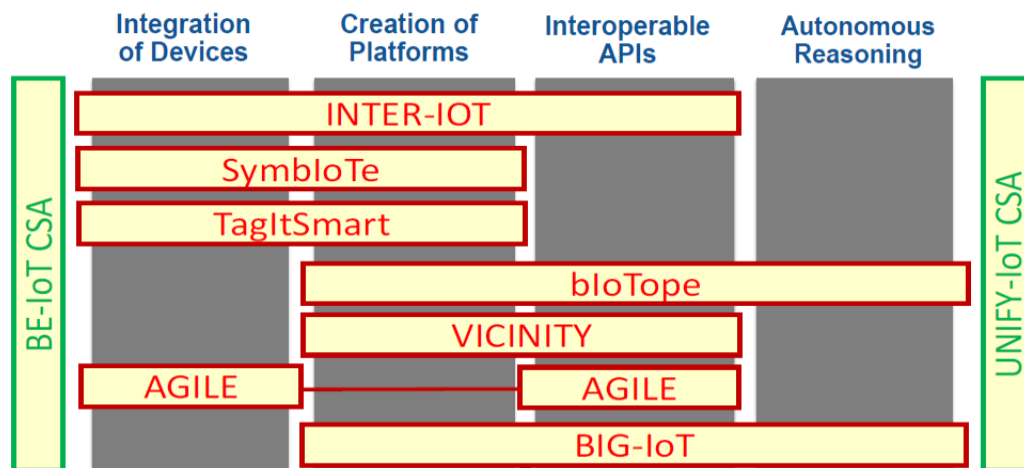 Integration
of Devices
Creation of
Platforms
Interoperable
APIs
Autonomous
Reasoning
BE-IoT CSA
INTER-IOT
SymbIoTe
TagItSmart
bIoTope
VICINITY
AGILE
AGILE
BIG-IoT
UNIFY-IoT CSA